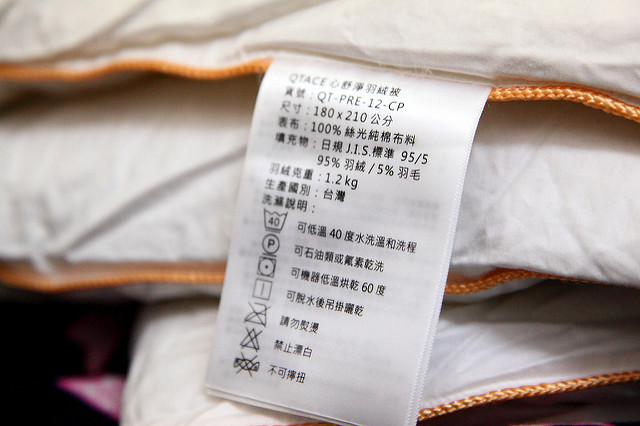 QTACE 心舒淨羽絨被
貨號：QT-PRE-12-CP
尺寸：180 x 210 公分
表布：100% 絲光純棉布料
填充物：日規 J.I.S.標準 95/5
95% 羽絨 / 5% 羽毛
羽絨克重：1.2 kg
生產國別：台灣
洗滌說明：
40 可低溫 40 度水洗溫和洗程
P 可石油類或氟素乾洗
可機器低溫烘乾 60 度
可脫水後吊掛曬乾
請勿熨燙
禁止漂白
不可擰扭